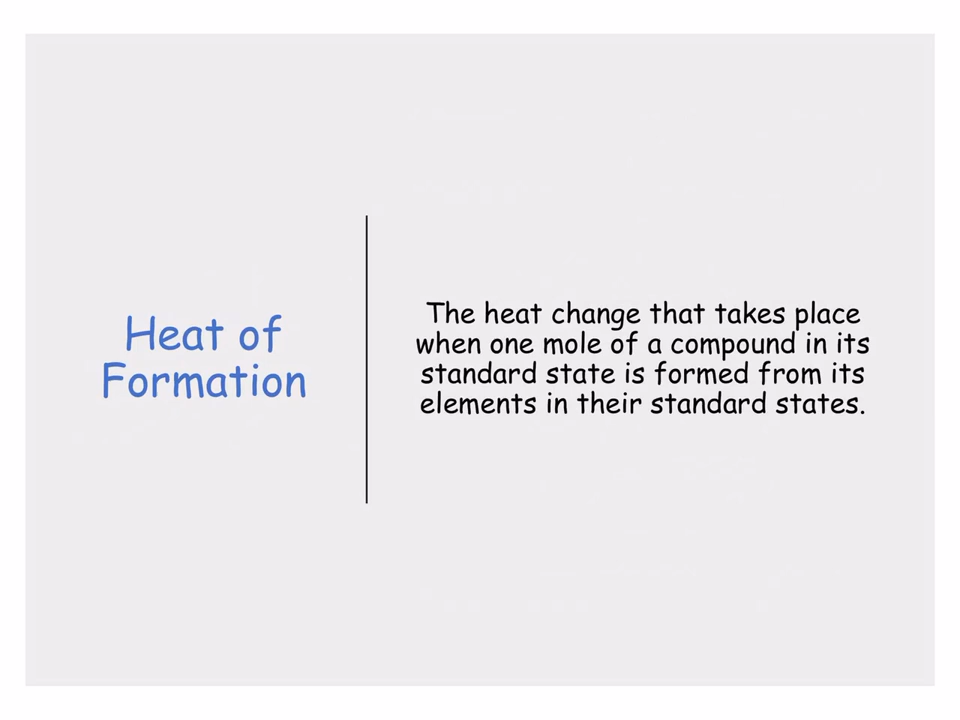 Heat of
Formation
The heat change that takes place
when one mole of a compound in its
standard state is formed from its
elements in their standard states.